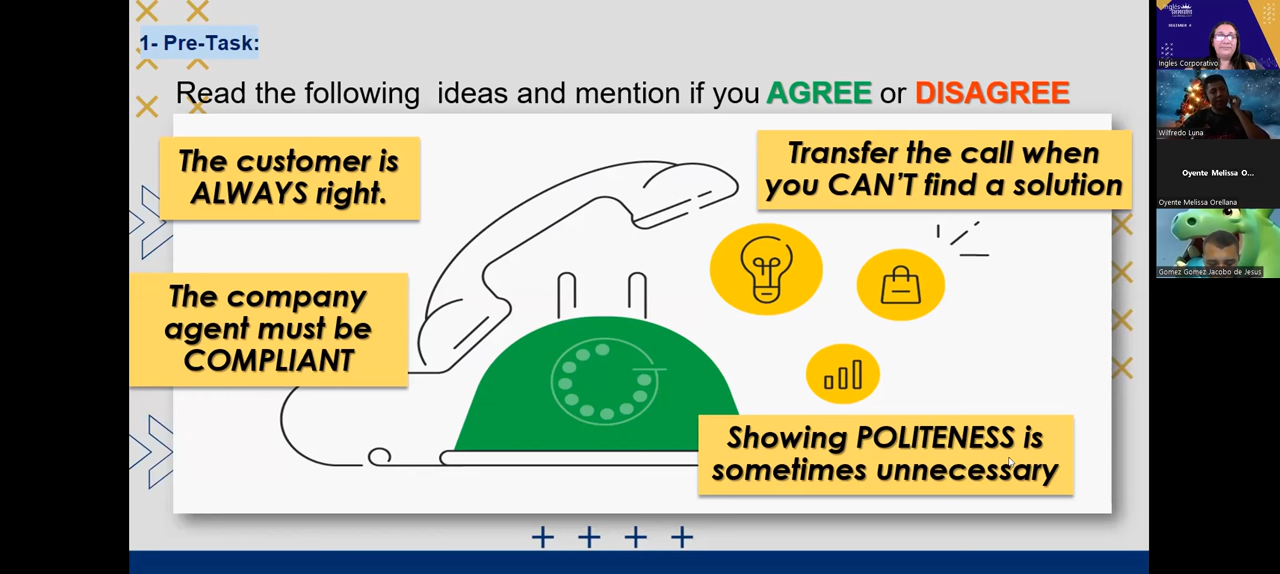 1- Pre-Task:
Read the following ideas and mention if you AGREE or DISAGREE
The customer is
ALWAYS right.
Transfer the call when
you CAN'T find a solution
The company
agent must be
COMPLIANT
Showing POLITENESS is
sometimes unnecessary
Ingles Corporativo
Wilfredo Luna
Oyente Melissa O...
Oyente Melissa Orellana
Gomez Gomez Jacobo de Jesus